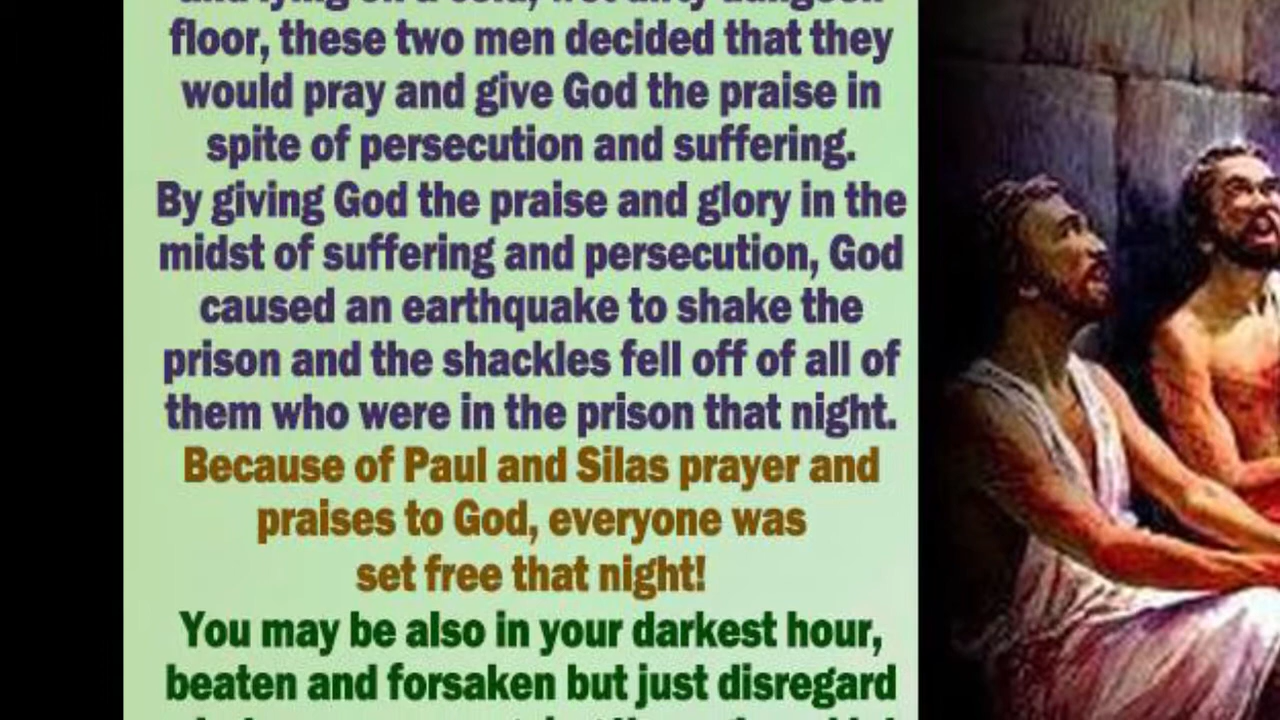 floor, these two men decided that they
would pray and give God the praise in
spite of persecution and suffering.
By giving God the praise and glory in the
midst of suffering and persecution, God
caused an earthquake to shake the
prison and the shackles fell off of all of
them who were in the prison that night.
Because of Paul and Silas prayer and
praises to God, everyone was
set free that night!
You may be also in your darkest hour,
beaten and forsaken but just disregard